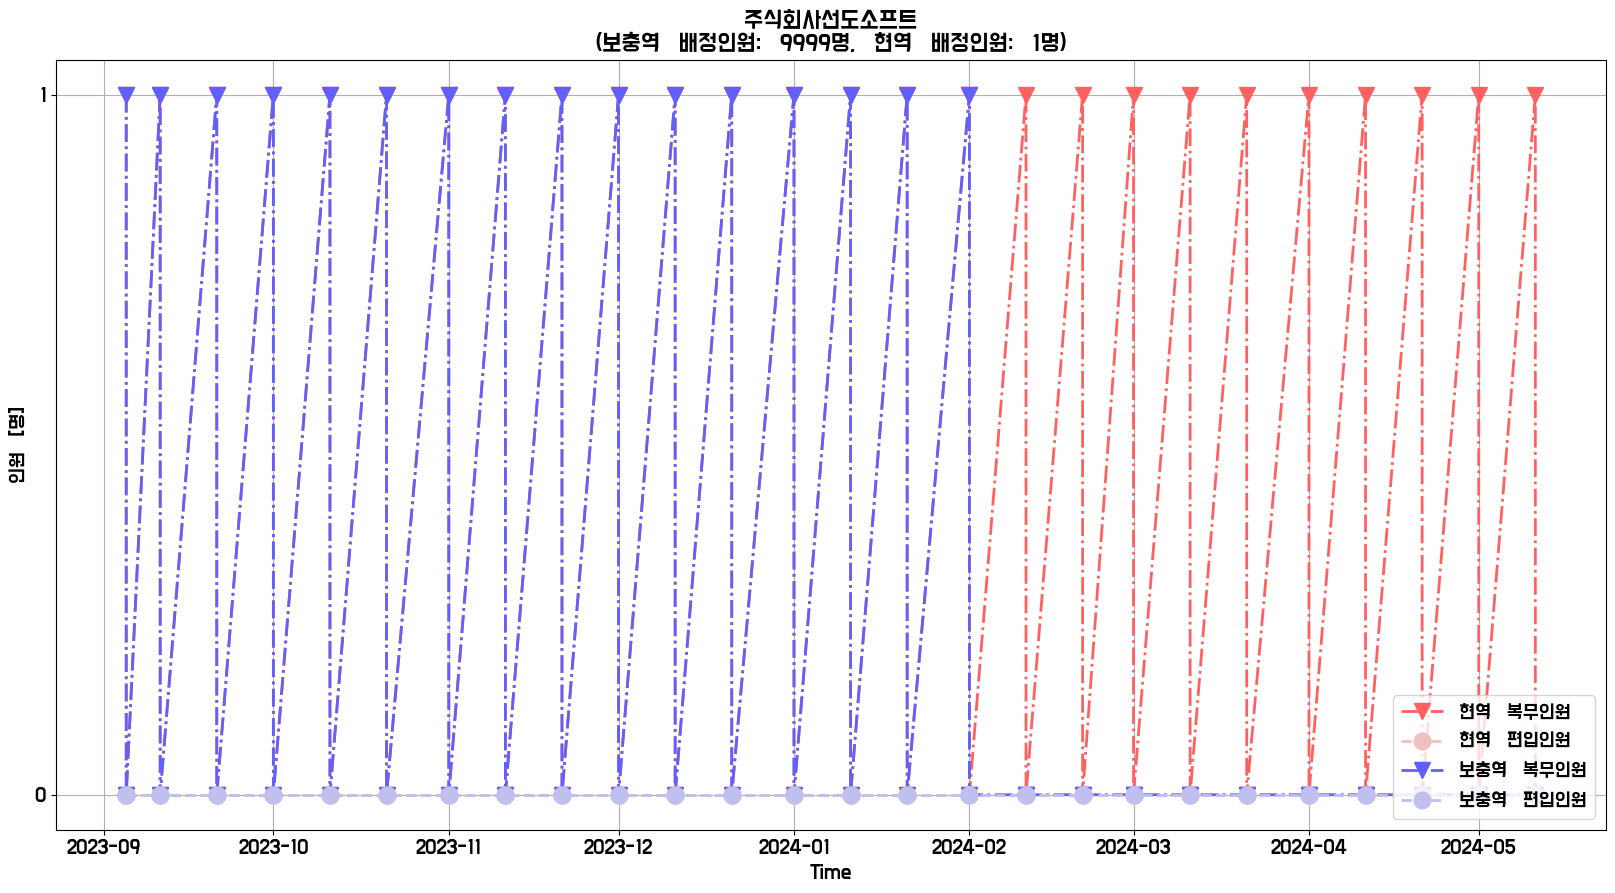 주식회사선도소프트
(보충역 배정인원: 9999명, 현역 배정인원: 1명)
1
인원 [명]
0
현역 복무인원
현역 편입인원
보충역 복무인원
보충역 편입인원
2023-09 2023-10 2023-11 2023-12 2024-01 2024-02 2024-03 2024-04 2024-05
Time